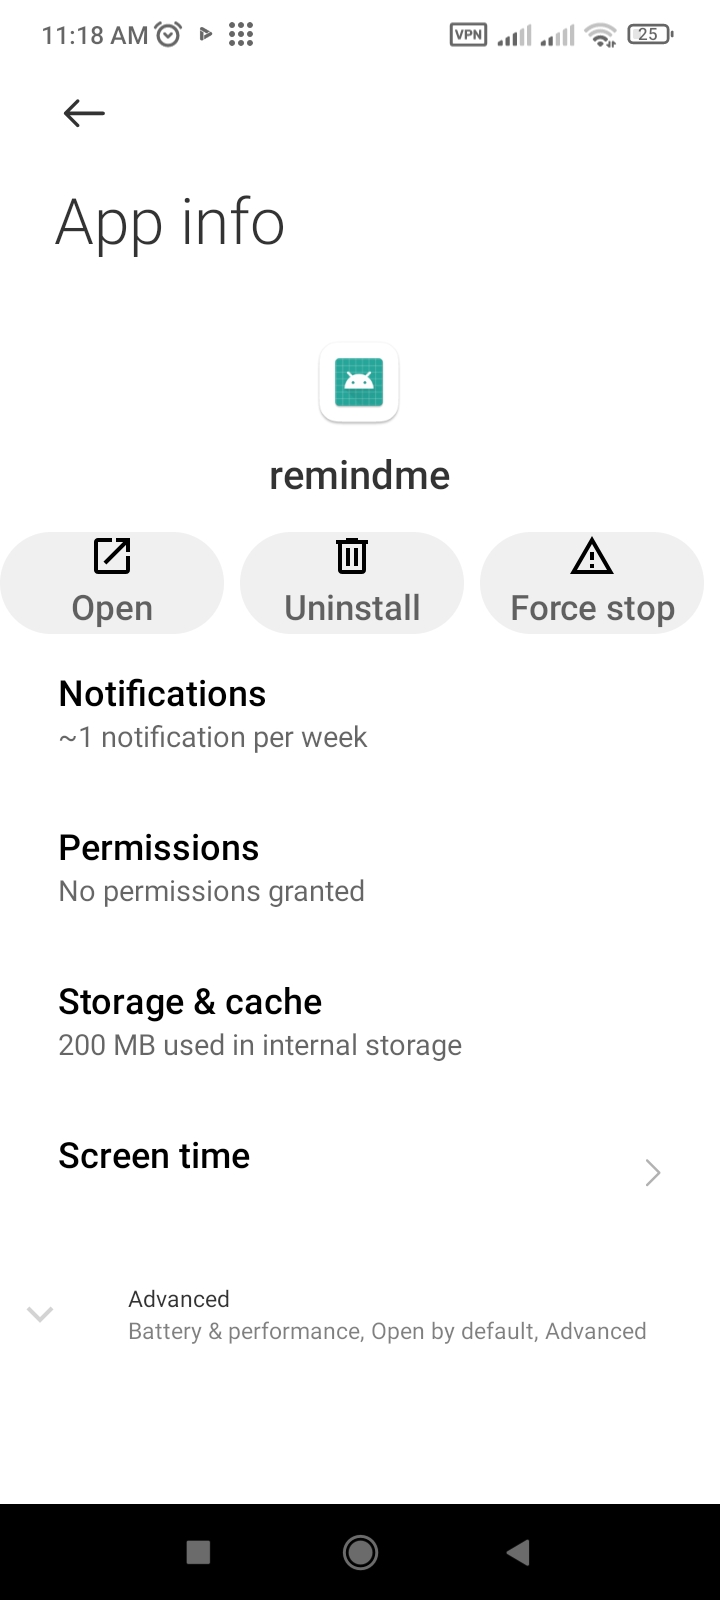 11:18 AM VPN 25
App info
remindme
Open Uninstall Force stop
Notifications
~1 notification per week
Permissions
No permissions granted
Storage & cache
200 MB used in internal storage
Screen time
Advanced
Battery & performance, Open by default, Advanced